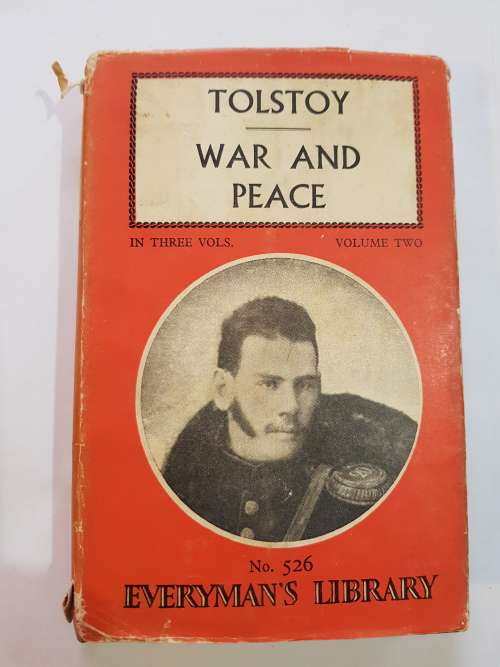 TOLSTOY
WAR AND
PEACE
IN THREE VOLS. VOLUME TWO
No. 526
EVERYMAN'S LIBRARY